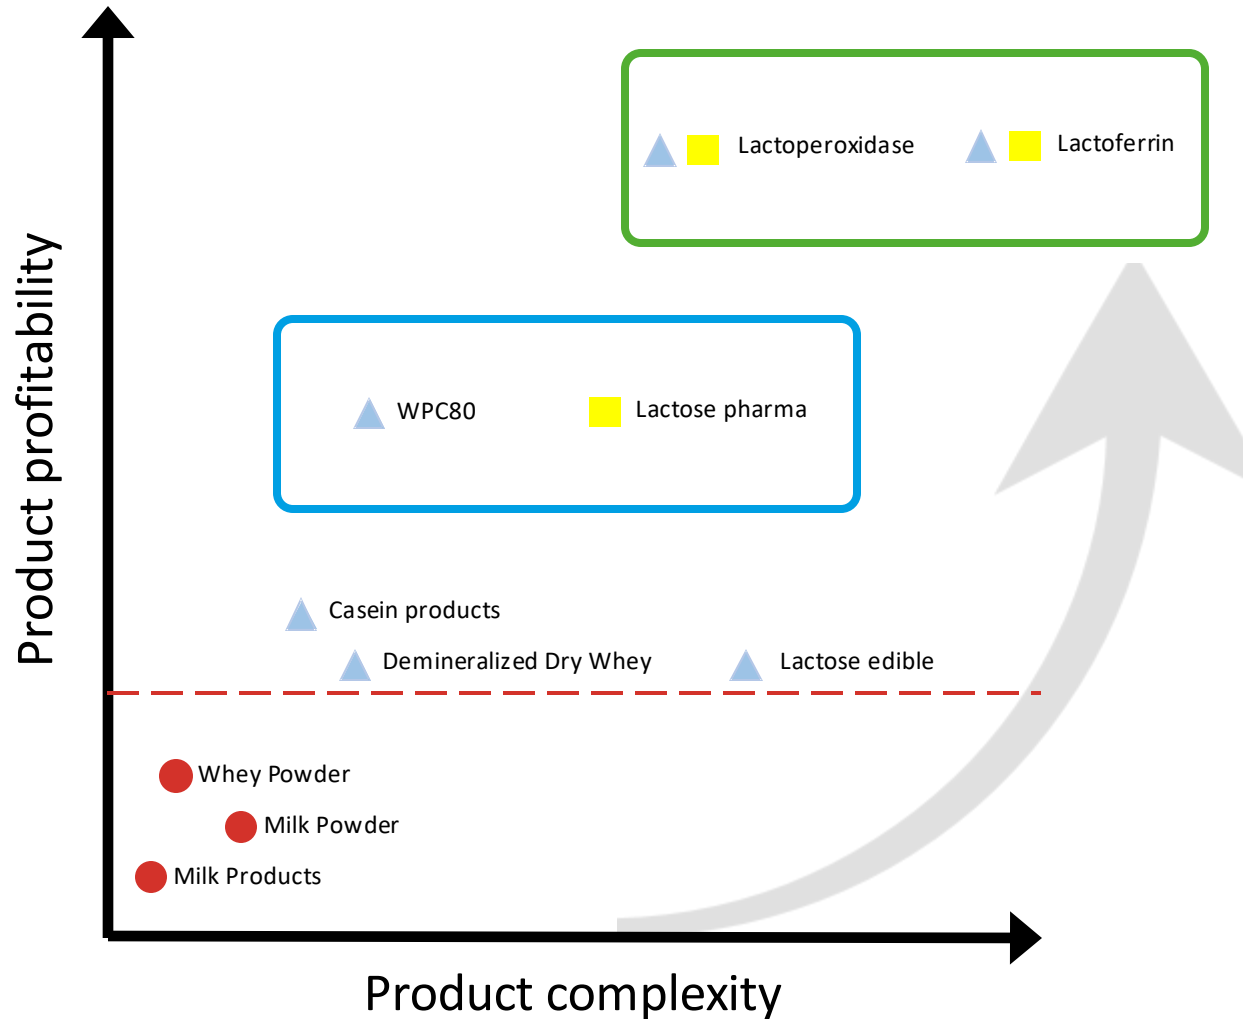 Product profitability
Lactoperoxidase
Lactoferrin
WPC80
Lactose pharma
Casein products
Demineralized Dry Whey
Lactose edible
Whey Powder
Milk Powder
Milk Products
Product complexity